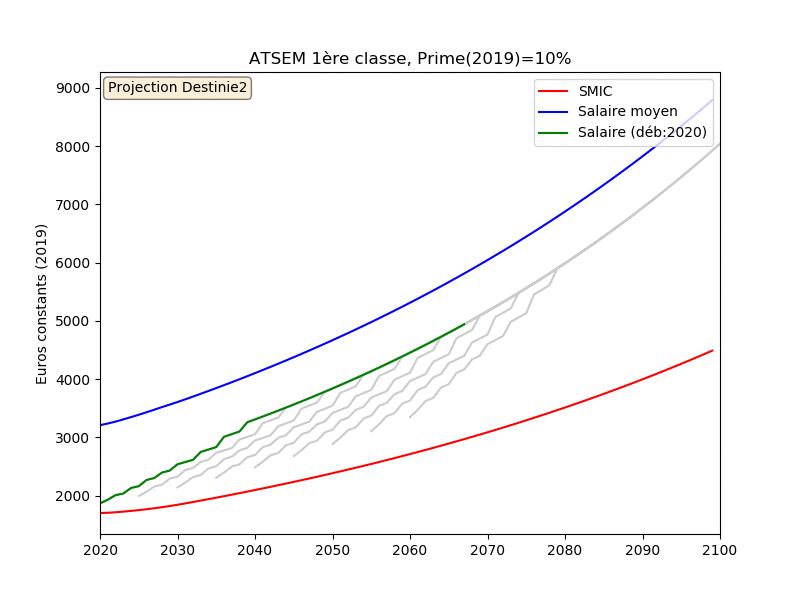 ATSEM 1ère classe, Prime(2019)=10%
Projection Destinie2
SMIC
Salaire moyen
Salaire (déb:2020)
Euros constants (2019)
9000
8000
7000
6000
5000
4000
3000
2000
2020 2030 2040 2050 2060 2070 2080 2090 2100